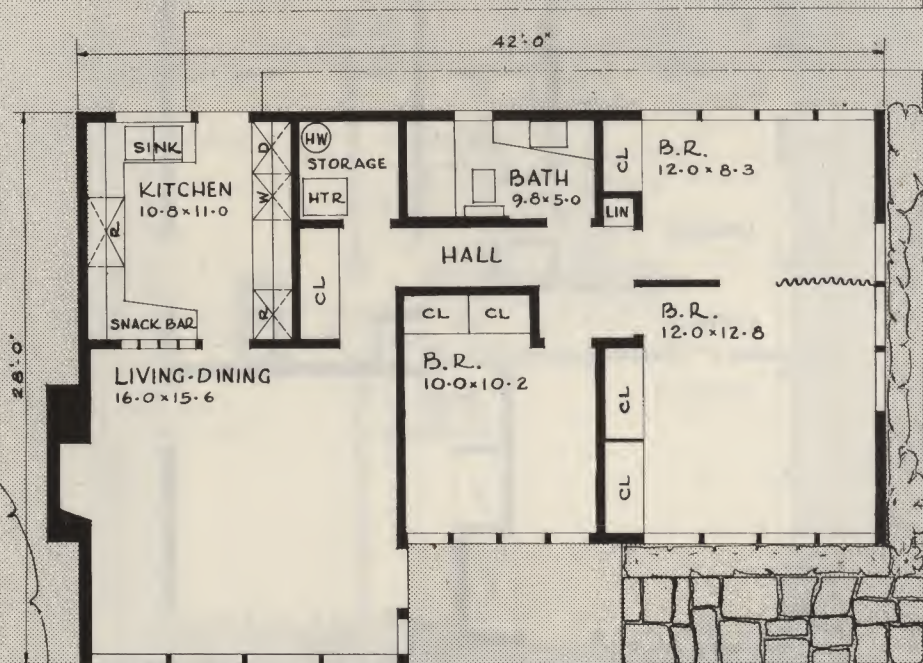 42'-0"
28'-0"
SINK
KITCHEN
10-8 x 11-0
R
D
W
R
SNACK BAR
HW
STORAGE
HTR
CL
BATH
9-8 x 5-0
CL
LIN
B.R.
12-0 x 8-3
HALL
CL
CL
B.R.
10-0 x 10-2
B.R.
12-0 x 12-8
CL
CL
LIVING-DINING
16-0 x 15-6